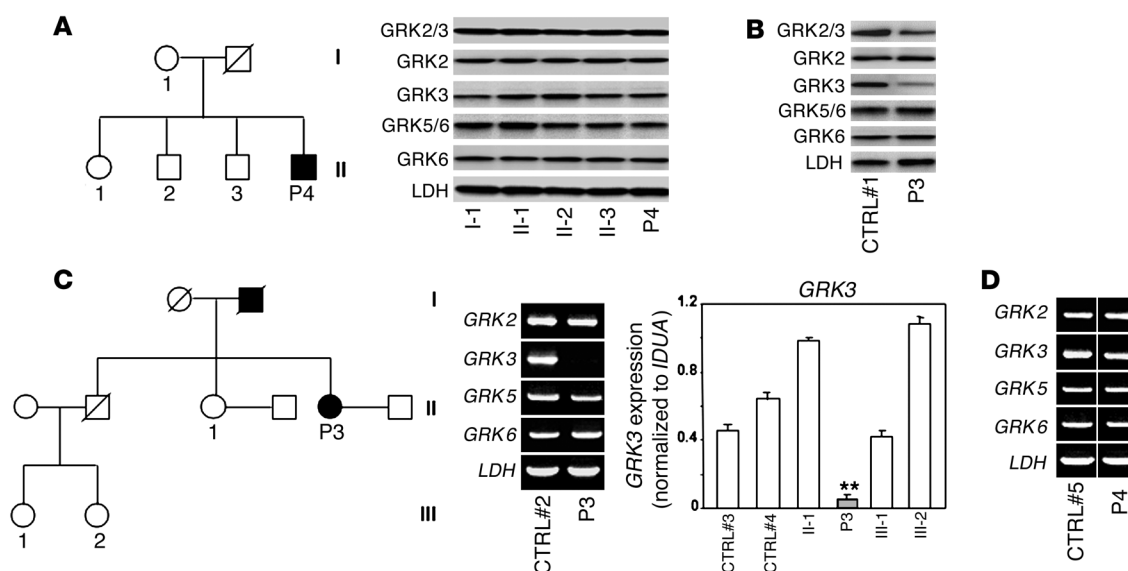 A
I
1
1
2
3
P4
II
GRK2/3
GRK2
GRK3
GRK5/6
GRK6
LDH
I-1
II-1
II-2
II-3
P4
B
GRK2/3
GRK2
GRK3
GRK5/6
GRK6
LDH
CTRL#1
P3
C
I
1
P3
II
1
2
III
GRK2
GRK3
GRK5
GRK6
LDH
CTRL#2
P3
GRK3
GRK3 expression
(normalized to IDUA)
1.2
0.8
0.4
0
**
CTRL#3
CTRL#4
II-1
P3
III-1
III-2
D
GRK2
GRK3
GRK5
GRK6
LDH
CTRL#5
P4